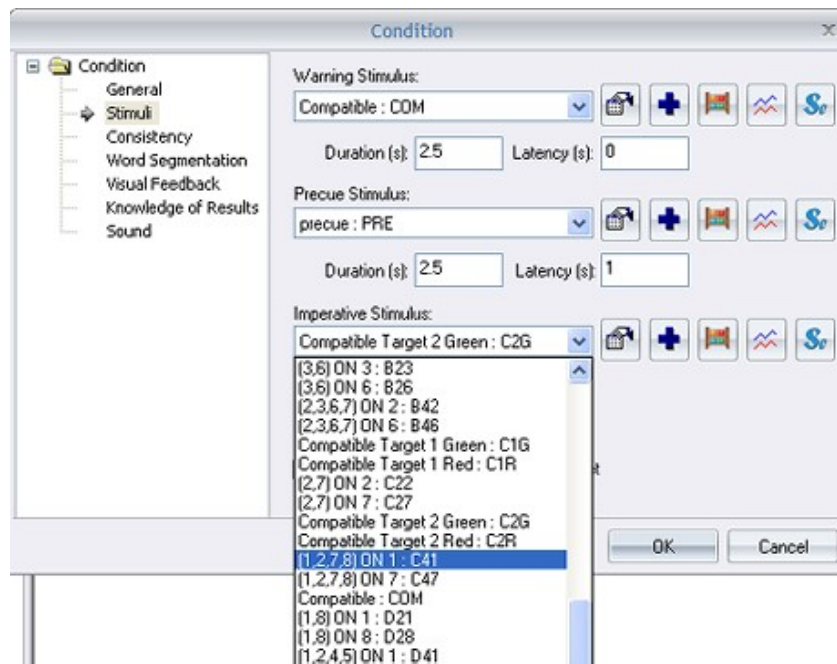 Condition
Condition
General
Stimuli
Consistency
Word Segmentation
Visual Feedback
Knowledge of Results
Sound
Warning Stimulus:
Compatible : COM
Duration (s): 2.5 Latency (s): 0
Precue Stimulus:
precue : PRE
Duration (s): 2.5 Latency (s): 1
Imperative Stimulus:
Compatible Target 2 Green : C2G
(3,6) ON 3 : B23
(3,6) ON 6 : B26
(2,3,6,7) ON 2 : B42
(2,3,6,7) ON 6 : B46
Compatible Target 1 Green : C1G
Compatible Target 1 Red : C1R
(2,7) ON 2 : C22
(2,7) ON 7 : C27
Compatible Target 2 Green : C2G
Compatible Target 2 Red : C2R
(1,2,7,8) ON 1 : C41
(1,2,7,8) ON 7 : C47
Compatible : COM
(1,8) ON 1 : D21
(1,8) ON 8 : D28
(1,2,4,5) ON 1 : D41
OK Cancel